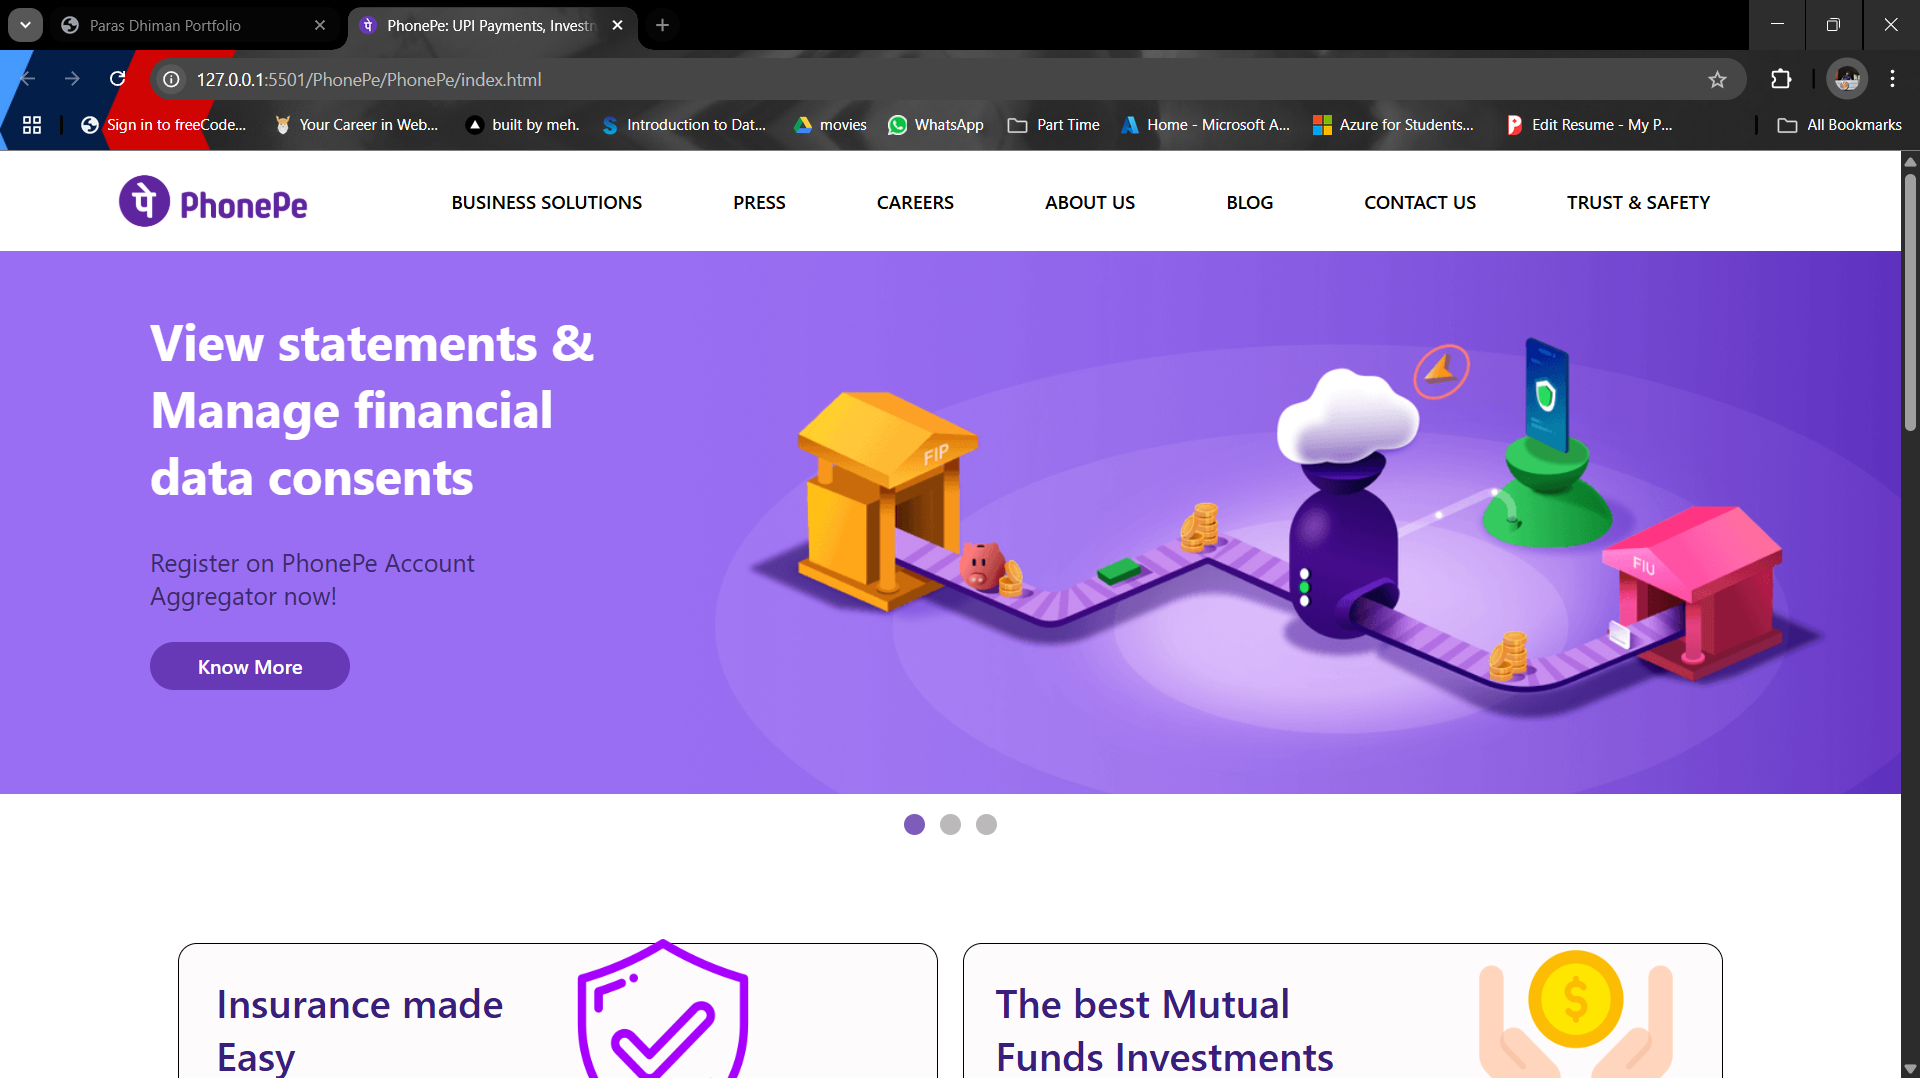 Paras Dhiman Portfolio
PhonePe: UPI Payments, Investn
127.0.0.1:5501/PhonePe/PhonePe/index.html
Sign in to freeCode... Your Career in Web... built by meh. Introduction to Dat... movies WhatsApp Part Time Home - Microsoft A... Azure for Students... Edit Resume - My P... All Bookmarks
पे PhonePe BUSINESS SOLUTIONS PRESS CAREERS ABOUT US BLOG CONTACT US TRUST & SAFETY
View statements &
Manage financial
data consents
Register on PhonePe Account
Aggregator now!
Know More
FIP
FIU
Insurance made
Easy
The best Mutual
Funds Investments